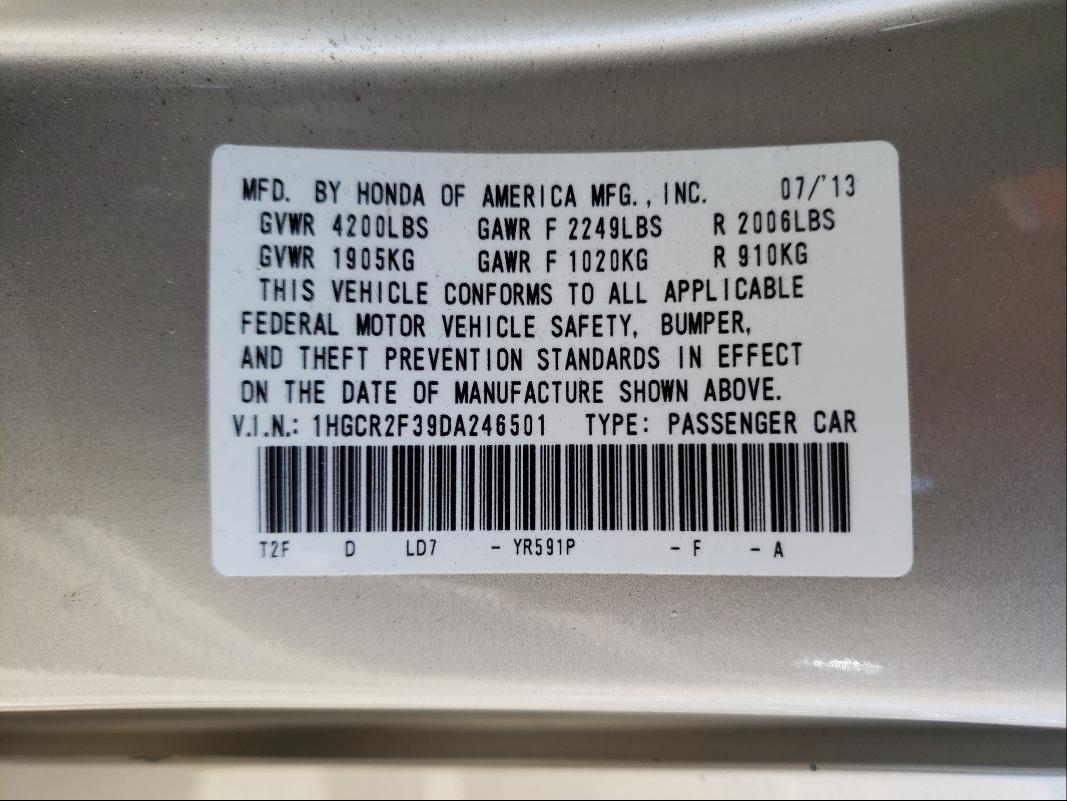 MFD. BY HONDA OF AMERICA MFG., INC. 07/'13
GVWR 4200LBS GAWR F 2249LBS R 2006LBS
GVWR 1905KG GAWR F 1020KG R 910KG
THIS VEHICLE CONFORMS TO ALL APPLICABLE
FEDERAL MOTOR VEHICLE SAFETY, BUMPER,
AND THEFT PREVENTION STANDARDS IN EFFECT
ON THE DATE OF MANUFACTURE SHOWN ABOVE.
V.I.N.: 1HGCR2F39DA246501 TYPE: PASSENGER CAR
T2F D LD7 - YR591P - F - A